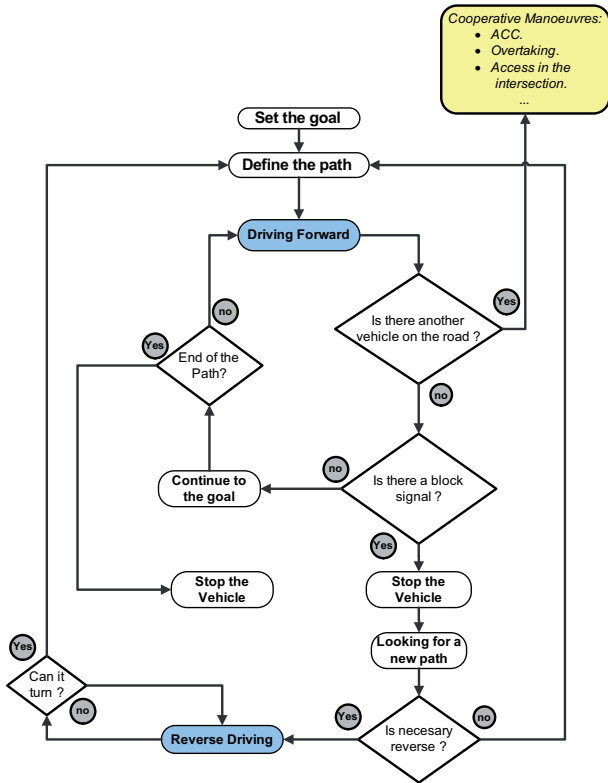 Cooperative Manoeuvres:
• ACC.
• Overtaking.
• Access in the
intersection.
...
Set the goal
Define the path
Driving Forward
no
Yes
Yes
Is there another
vehicle on the road ?
End of the
Path?
no
no
Is there a block
signal ?
Continue to
the goal
Yes
Stop the
Vehicle
Stop the
Vehicle
Looking for a
new path
Yes
Can it
turn ?
no
Yes
no
Is necesary
reverse ?
Reverse Driving